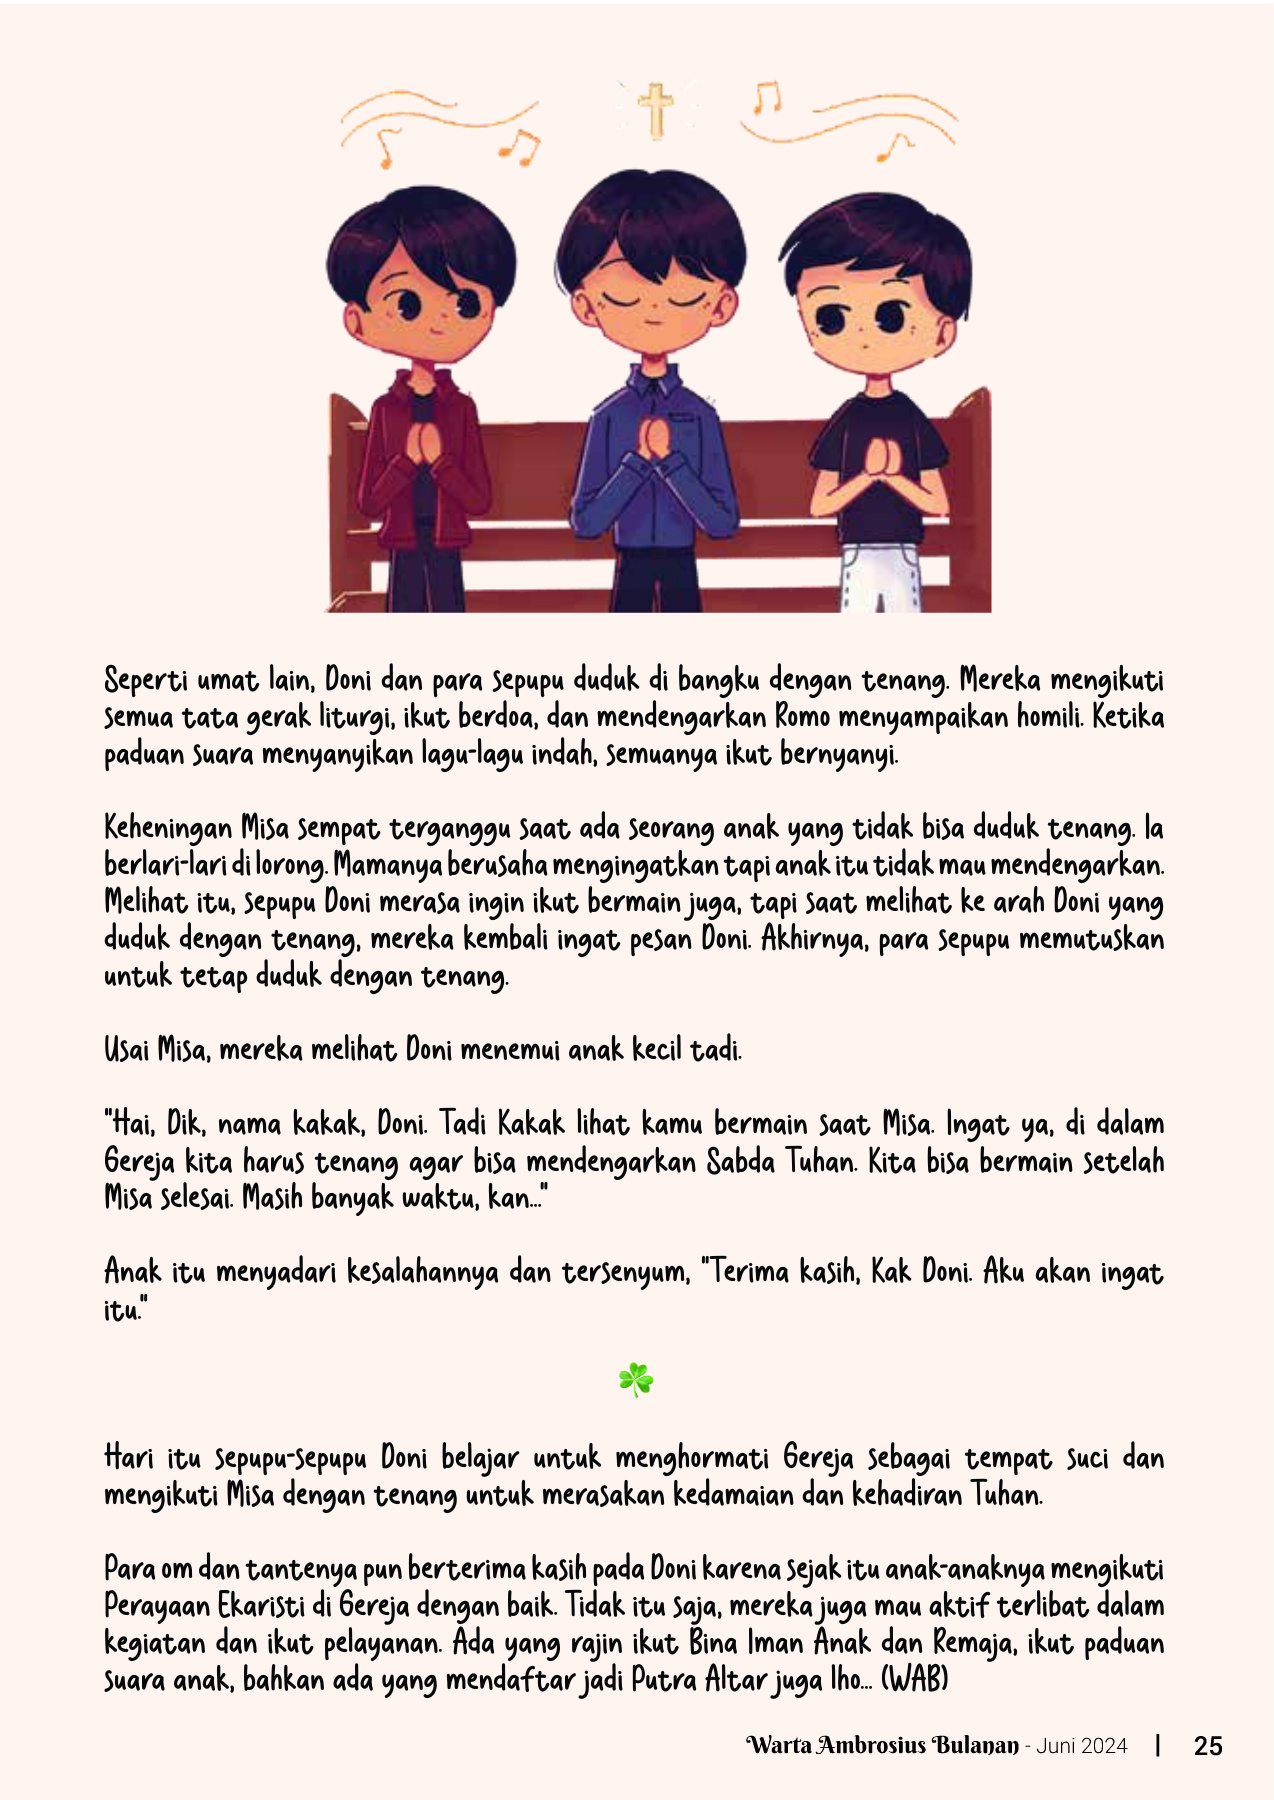 Seperti umat lain, Doni dan para sepupu duduk di bangku dengan tenang. Mereka mengikuti
semua tata gerak liturgi, ikut berdoa, dan mendengarkan Romo menyampaikan homili. Ketika
paduan suara menyanyikan lagu-lagu indah, semuanya ikut bernyanyi.
Keheningan Misa sempat terganggu saat ada seorang anak yang tidak bisa duduk tenang. Ia
berlari-lari di lorong. Mamanya berusaha mengingatkan tapi anak itu tidak mau mendengarkan.
Melihat itu, sepupu Doni merasa ingin ikut bermain juga, tapi saat melihat ke arah Doni yang
duduk dengan tenang, mereka kembali ingat pesan Doni. Akhirnya, para sepupu memutuskan
untuk tetap duduk dengan tenang.
Usai Misa, mereka melihat Doni menemui anak kecil tadi.
"Hai, Dik, nama kakak, Doni. Tadi Kakak lihat kamu bermain saat Misa. Ingat ya, di dalam
Gereja kita harus tenang agar bisa mendengarkan Sabda Tuhan. Kita bisa bermain setelah
Misa selesai. Masih banyak waktu, kan..."
Anak itu menyadari kesalahannya dan tersenyum, "Terima kasih, Kak Doni. Aku akan ingat
itu."
Hari itu sepupu-sepupu Doni belajar untuk menghormati Gereja sebagai tempat suci dan
mengikuti Misa dengan tenang untuk merasakan kedamaian dan kehadiran Tuhan.
Para om dan tantenya pun berterima kasih pada Doni karena sejak itu anak-anaknya mengikuti
Perayaan Ekaristi di Gereja dengan baik. Tidak itu saja, mereka juga mau aktif terlibat dalam
kegiatan dan ikut pelayanan. Ada yang rajin ikut Bina Iman Anak dan Remaja, ikut paduan
suara anak, bahkan ada yang mendaftar jadi Putra Altar juga lho... (WAB)
Warta Ambrosius Bulanan - Juni 2024 | 25